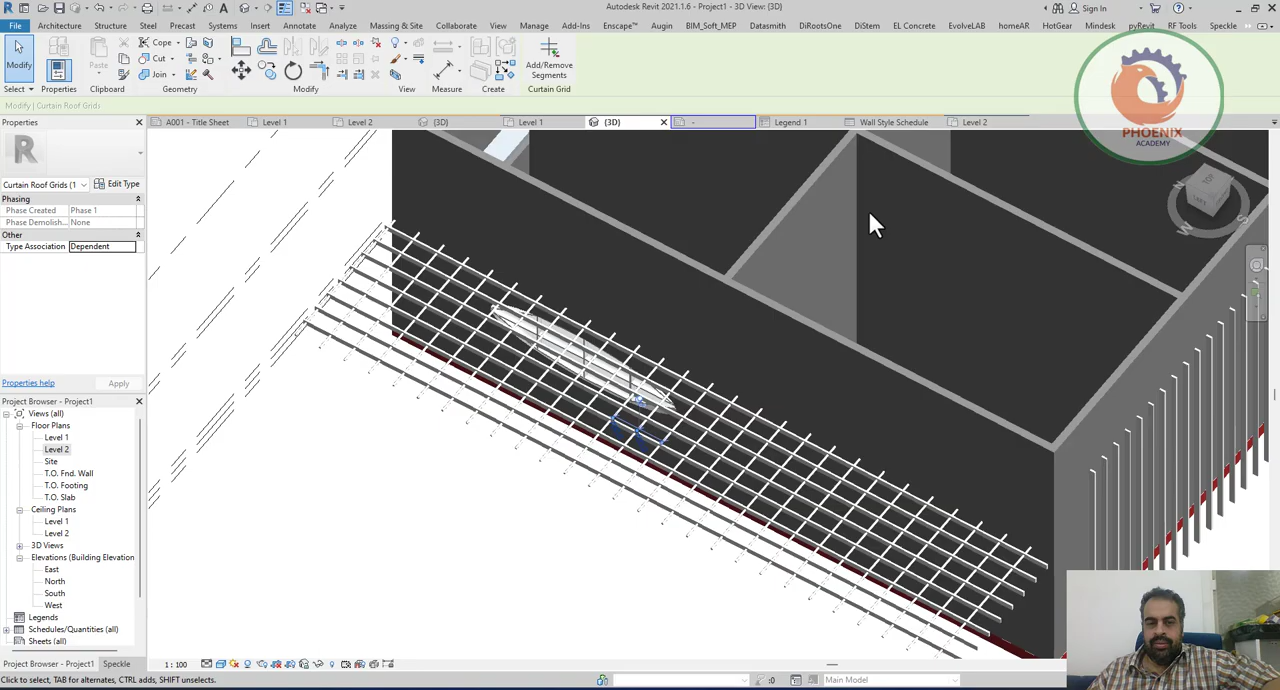 Autodesk Revit 2021.1.6 - Project1 - 3D View: {3D}
Sign In
File Architecture Structure Steel Precast Systems Insert Annotate Analyze Massing & Site Collaborate View Manage Add-Ins Enscape™ Augin BIM_Soft_MEP Datasmith DiRootsOne DiStem EL Concrete EvolveLAB homeAR HotGear Mendesk pyRevit RF Tools Speckle
Modify
Paste
Cope
Cut
Join
Add/Remove
Segments
Select Properties Clipboard Geometry Modify View Measure Create Curtain Grid
Modify | Curtain Roof Grids
PHOENIX
ACADEMY
Properties
A001 - Title Sheet Level 1 Level 2 {3D} Level 1 {3D} - Legend 1 Wall Style Schedule Level 2
Curtain Roof Grids (1 Edit Type
Phasing
Phase Created Phase 1
Phase Demolish... None
Other
Type Association Dependent
Properties help Apply
Project Browser - Project1
Views (all)
Floor Plans
Level 1
Level 2
Site
T.O. Fnd. Wall
T.O. Footing
T.O. Slab
Ceiling Plans
Level 1
Level 2
3D Views
Elevations (Building Elevation
East
North
South
West
Legends
Schedules/Quantities (all)
Sheets (all)
Project Browser - Project1 Speckle
1 : 100
Click to select, TAB for alternates, CTRL adds, SHIFT unselects.
:0
Main Model